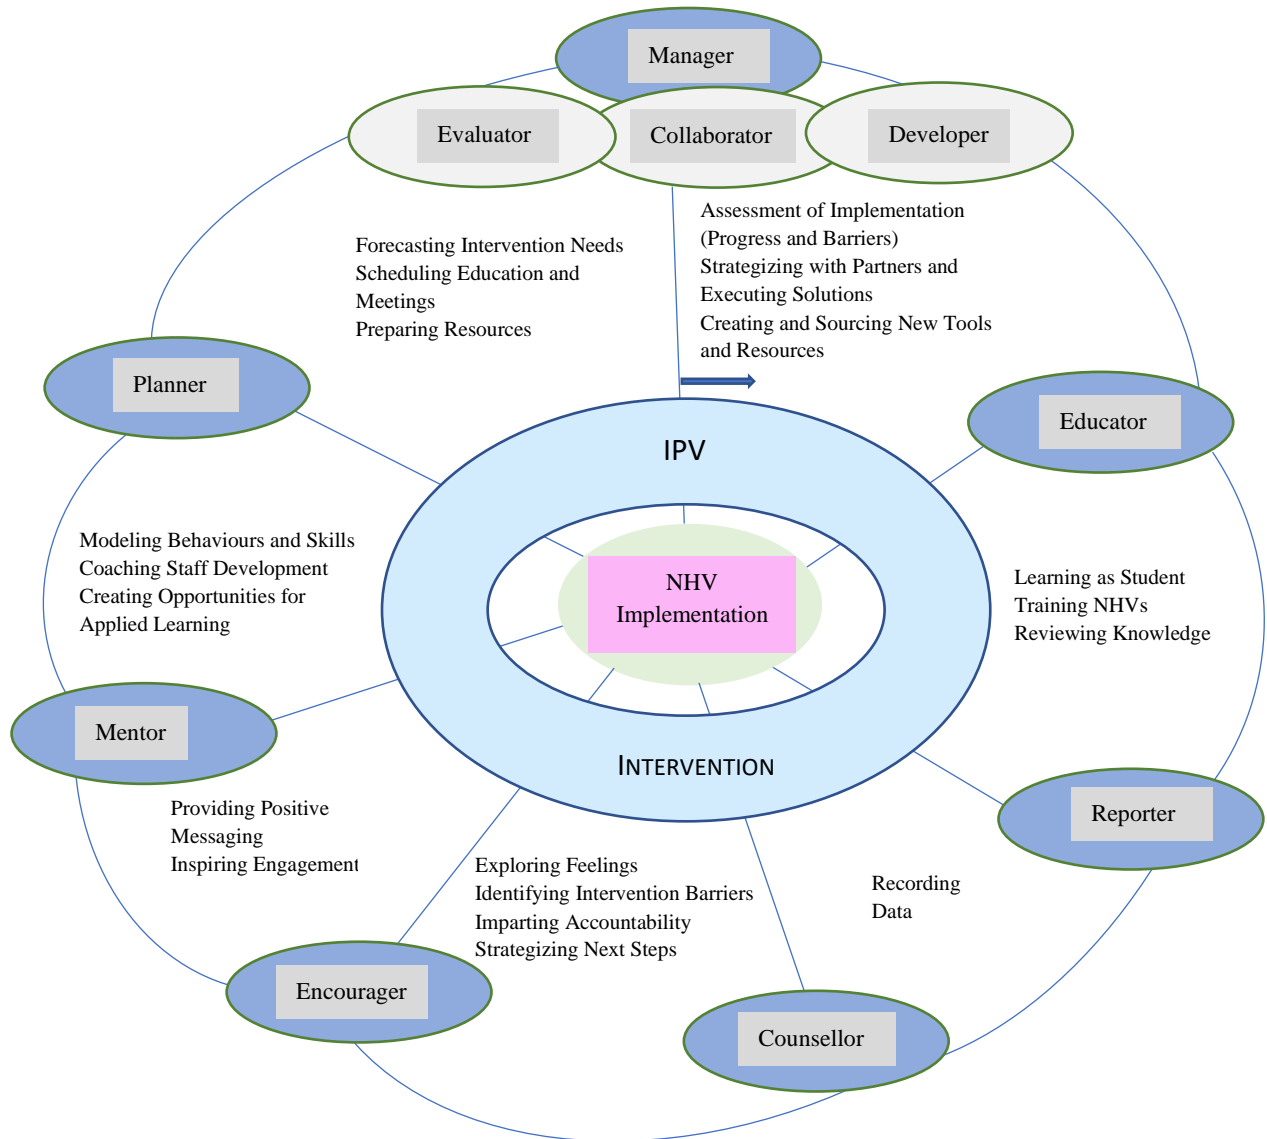 Manager
Evaluator
Collaborator
Developer
Assessment of Implementation
(Progress and Barriers)
Strategizing with Partners and
Executing Solutions
Creating and Sourcing New Tools
and Resources
Forecasting Intervention Needs
Scheduling Education and
Meetings
Preparing Resources
Planner
Educator
IPV
Modeling Behaviours and Skills
Coaching Staff Development
Creating Opportunities for
Applied Learning
NHV
Implementation
Learning as Student
Training NHVs
Reviewing Knowledge
Mentor
INTERVENTION
Reporter
Providing Positive
Messaging
Inspiring Engagement
Exploring Feelings
Identifying Intervention Barriers
Imparting Accountability
Strategizing Next Steps
Recording
Data
Encourager
Counsellor